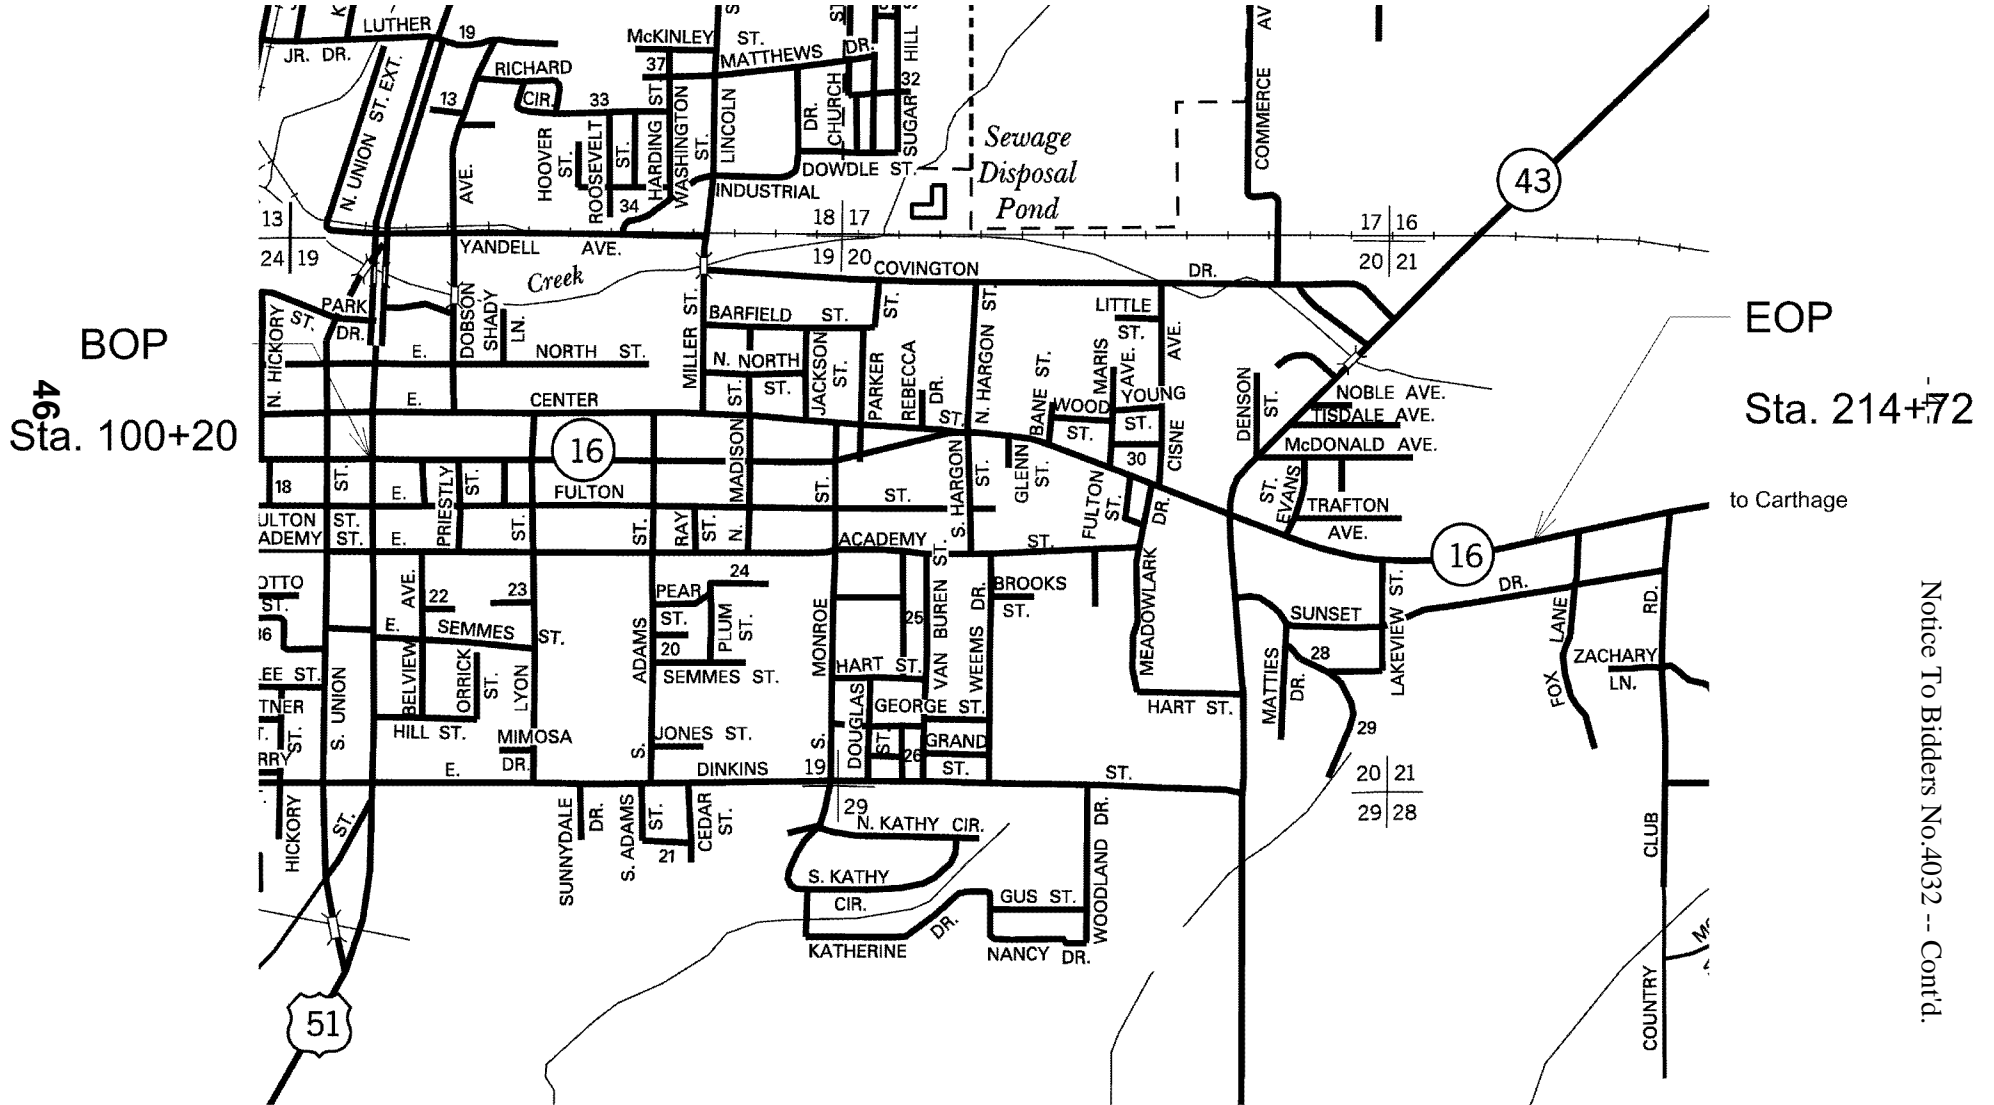 LUTHER
19
JR. DR.
N. UNION ST. EXT.
RICHARD
CIR.
13
33
McKINLEY ST.
37
MATTHEWS DR.
HILL
32
SUGAR
CHURCH
DR.
LINCOLN
ST.
WASHINGTON
ST.
HARDING
ST.
ROOSEVELT
HOOVER
ST.
AVE.
34
INDUSTRIAL
DOWDLE ST.
Sewage
Disposal
Pond
COMMERCE
AV
43
13
24 19
18 17
19 20
17 16
20 21
YANDELL AVE.
Creek
COVINGTON DR.
PARK
DR.
ST.
N. HICKORY
DOBSON
SHADY
LN.
E. NORTH ST.
MILLER ST.
BARFIELD ST.
ST.
N. NORTH
ST.
JACKSON
ST.
PARKER
REBECCA
DR.
N. HARGON ST.
LITTLE
ST.
AVE.
BANE ST.
MARIS
AVE.
WOOD
ST.
YOUNG
ST.
CISNE
30
DENSON
ST.
NOBLE AVE.
TISDALE AVE.
McDONALD AVE.
EVANS
ST.
TRAFTON
AVE.
BOP
46
Sta. 100+20
EOP
Sta. 214+72
to Carthage
E. CENTER ST.
16
18
ST.
E. FULTON ST.
PRIESTLY
ST.
MADISON
ST.
N.
ST.
S. HARGON
ST.
GLENN
ST.
FULTON
ST.
DR.
ULTON ST.
ADEMY ST. E.
ST.
ST.
RAY
ST.
ACADEMY ST.
16
OTTO
ST.
36
AVE.
22
23
E. SEMMES ST.
BELVIEW
ORRICK
ST.
LYON
HILL ST.
MIMOSA
DR.
PEAR
ST.
24
PLUM
ST.
20
SEMMES ST.
ADAMS
S.
JONES ST.
MONROE
S.
25
HART ST.
VAN BUREN ST.
DOUGLAS
ST.
GEORGE ST.
26
GRAND
ST.
WEEMS DR.
BROOKS
ST.
MEADOWLARK
HART ST.
SUNSET DR.
28
29
MATTIES
DR.
LAKEVIEW ST.
FOX LANE
ZACHARY
LN.
RD.
CLUB
COUNTRY
LEE ST.
TNER
ST.
RRY
S. UNION
E. DINKINS ST.
19
29
20 21
29 28
HICKORY
ST.
SUNNYDALE
DR.
S. ADAMS
ST.
21
CEDAR
ST.
N. KATHY CIR.
S. KATHY
CIR.
KATHERINE
DR.
GUS ST.
NANCY DR.
WOODLAND DR.
51
Notice To Bidders No.4032 -- Cont'd.